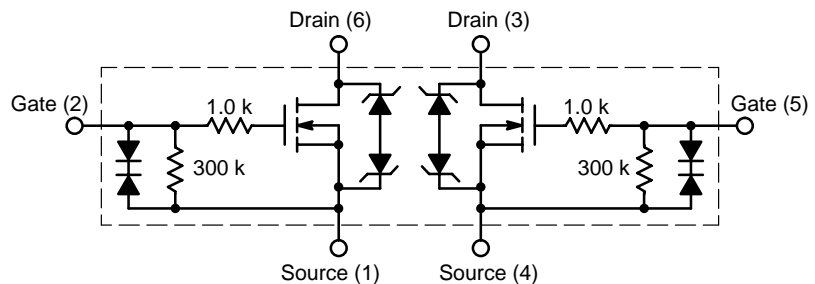 Drain (6)
Drain (3)
Gate (2)
1.0 k
1.0 k
Gate (5)
300 k
300 k
Source (1)
Source (4)